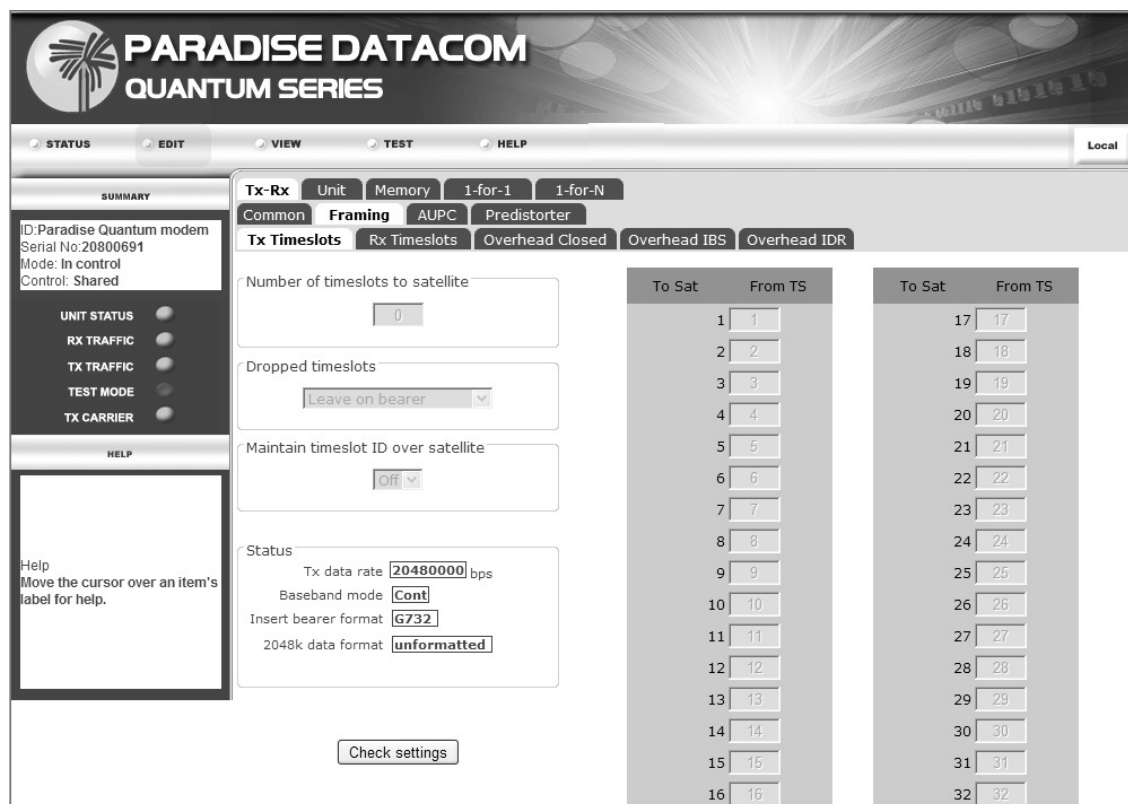 PARADISE DATACOM
QUANTUM SERIES
STATUS EDIT VIEW TEST HELP Local
SUMMARY
ID:Paradise Quantum modem
Serial No:20800691
Mode: In control
Control: Shared
UNIT STATUS
RX TRAFFIC
TX TRAFFIC
TEST MODE
TX CARRIER
HELP
Help
Move the cursor over an item's
label for help.
Tx-Rx Unit Memory 1-for-1 1-for-N
Common Framing AUPC Predistorter
Tx Timeslots Rx Timeslots Overhead Closed Overhead IBS Overhead IDR
Number of timeslots to satellite
0
Dropped timeslots
Leave on bearer
Maintain timeslot ID over satellite
Off
Status
Tx data rate 20480000 bps
Baseband mode Cont
Insert bearer format G732
2048k data format unformatted
Check settings
To Sat From TS
1 1
2 2
3 3
4 4
5 5
6 6
7 7
8 8
9 9
10 10
11 11
12 12
13 13
14 14
15 15
16 16
To Sat From TS
17 17
18 18
19 19
20 20
21 21
22 22
23 23
24 24
25 25
26 26
27 27
28 28
29 29
30 30
31 31
32 32